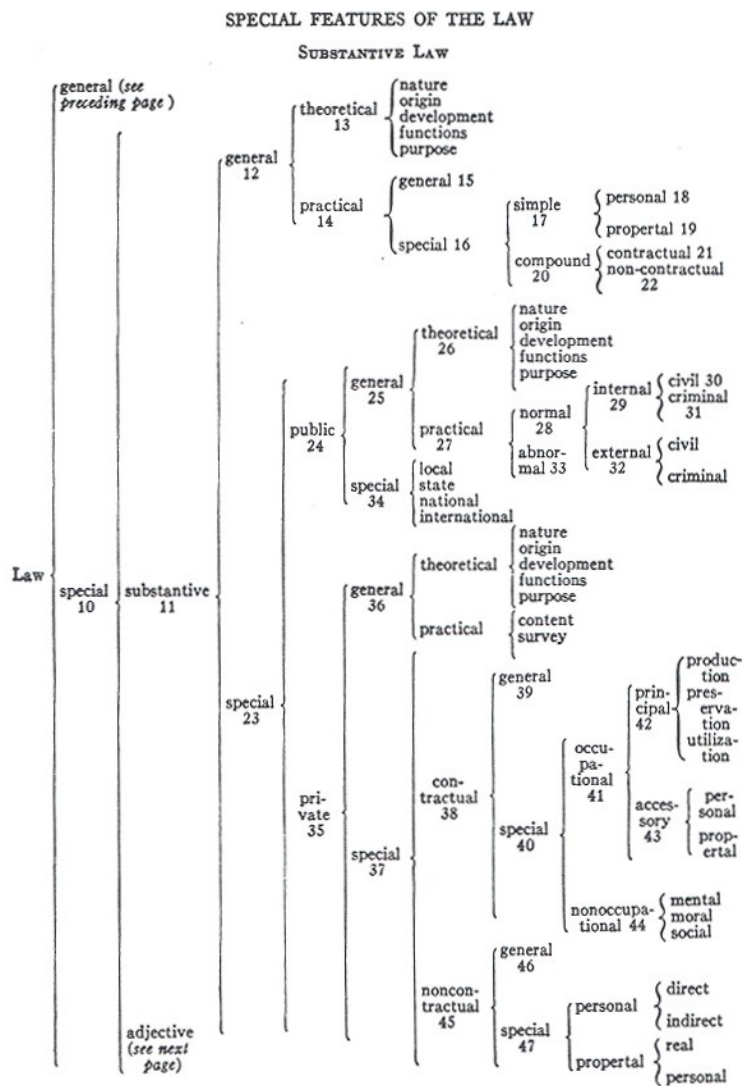 SPECIAL FEATURES OF THE LAW
SUBSTANTIVE LAW
general (see
preceding page)
nature
origin
theoretical
13
development
functions
purpose
general
12
practical
14
general 15
special 16
simple
17
personal 18
propertal 19
compound
20
contractual 21
non-contractual
22
nature
origin
theoretical
26
development
functions
purpose
general
25
public
24
practical
27
normal
28
abnor-
mal 33
internal
29
civil 30
criminal
31
external
32
civil
criminal
special
34
local
state
national
international
Law
special
10
substantive
11
nature
origin
theoretical
development
functions
purpose
general
36
practical
content
survey
special
23
pri-
vate
35
special
37
con-
tractual
38
general
39
special
40
occu-
pa-
tional
41
prin-
cipal
42
produc-
tion
pres-
erva-
tion
utiliza-
tion
acces-
sory
43
per-
sonal
prop-
ertal
nonoccupa-
tional 44
mental
moral
social
noncon-
tractual
45
general
46
special
47
personal
direct
indirect
propertal
real
personal
adjective
(see next
page)